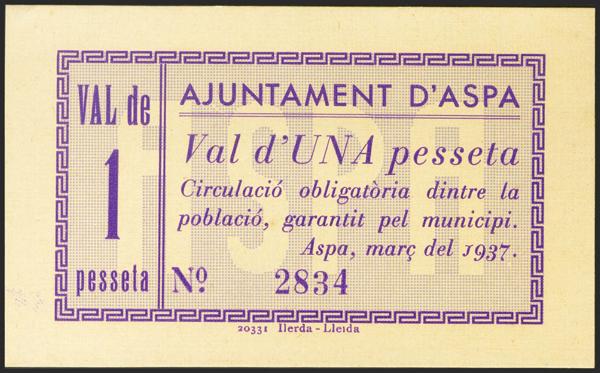 VAL de
1
pesseta
AJUNTAMENT D'ASPA
Val d'UNA pesseta
Circulació obligatòria dintre la
població, garantit pel municipi.
Aspa, març del 1937.
Nº 2834
ASPA
20331 Ilerda - Lleida